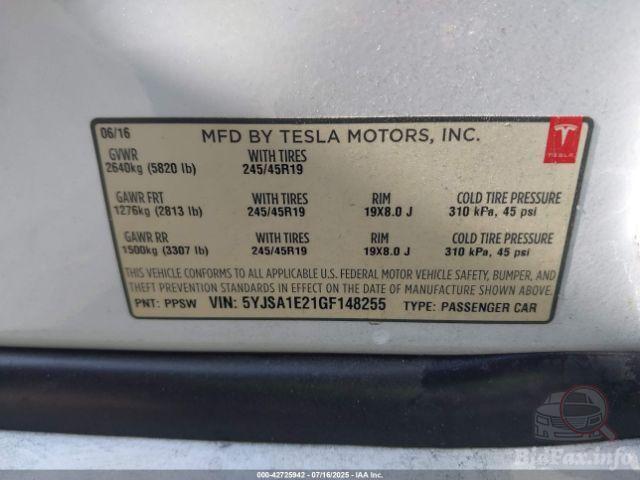 06/16 MFD BY TESLA MOTORS, INC.
TESLA
GVWR WITH TIRES
2640kg (5820 lb) 245/45R19
GAWR FRT WITH TIRES RIM COLD TIRE PRESSURE
1276kg (2813 lb) 245/45R19 19X8.0 J 310 kPa, 45 psi
GAWR RR WITH TIRES RIM COLD TIRE PRESSURE
1500kg (3307 lb) 245/45R19 19X8.0 J 310 kPa, 45 psi
THIS VEHICLE CONFORMS TO ALL APPLICABLE U.S. FEDERAL MOTOR VEHICLE SAFETY, BUMPER, AND
THEFT PREVENTION STANDARDS IN EFFECT ON THE DATE OF MANUFACTURE SHOWN ABOVE.
PNT: PPSW VIN: 5YJSA1E21GF148255 TYPE: PASSENGER CAR
BidFax.info
000-42725942 - 07/16/2025 - IAA Inc.